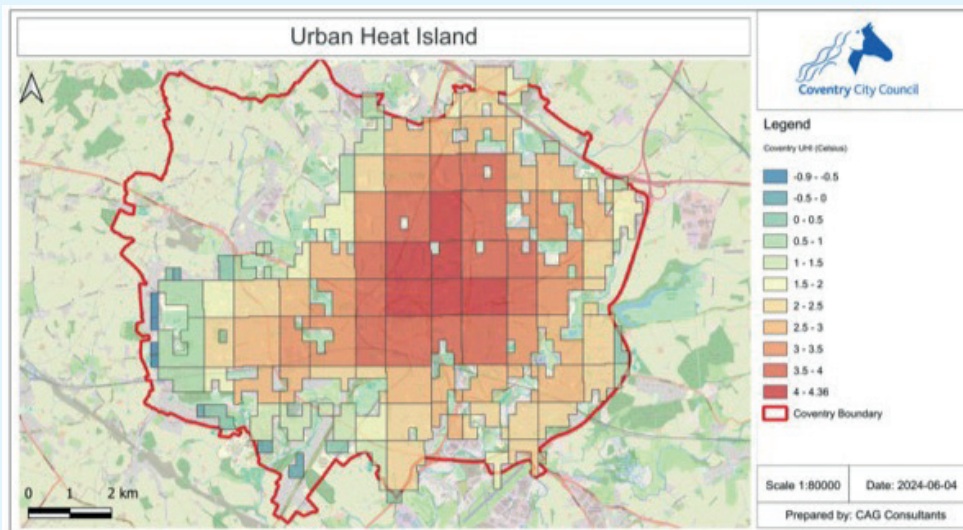 Urban Heat Island
Coventry City Council
Legend
Coventry UHI (Celsius)
-0.9 - -0.5
-0.5 - 0
0 - 0.5
0.5 - 1
1 - 1.5
1.5 - 2
2 - 2.5
2.5 - 3
3 - 3.5
3.5 - 4
4 - 4.36
Coventry Boundary
0 1 2 km
Scale 1:80000
Date: 2024-06-04
Prepared by: CAG Consultants